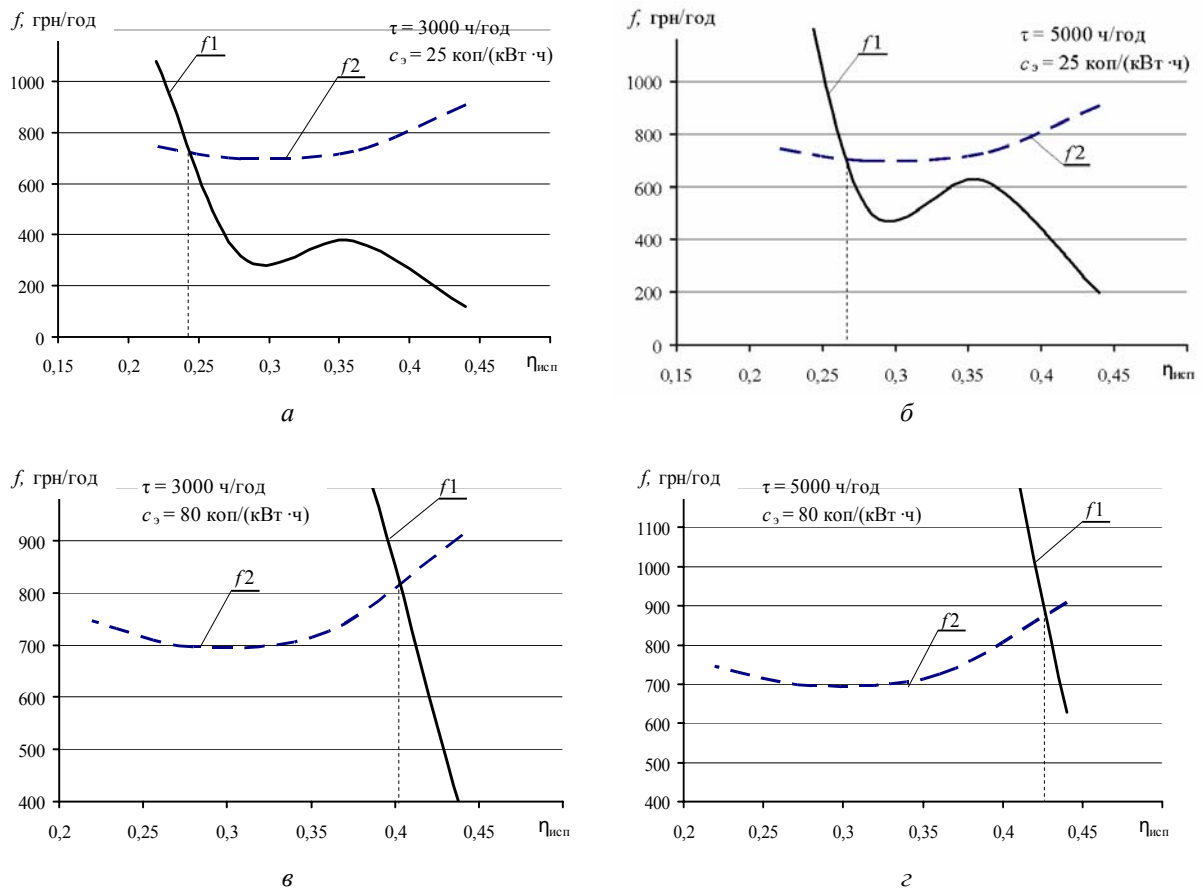 f, грн/год
τ = 3000 ч/год
cэ = 25 коп/(кВт ·ч)
f1
f2
1000
800
600
400
200
0
0,15 0,2 0,25 0,3 0,35 0,4 0,45 ηисп
а
f, грн/год
τ = 5000 ч/год
cэ = 25 коп/(кВт ·ч)
f1
f2
1000
800
600
400
200
0
0,15 0,2 0,25 0,3 0,35 0,4 0,45 ηисп
б
f, грн/год
τ = 3000 ч/год
cэ = 80 коп/(кВт ·ч)
f1
f2
900
800
700
600
500
400
0,2 0,25 0,3 0,35 0,4 0,45 ηисп
в
f, грн/год
τ = 5000 ч/год
cэ = 80 коп/(кВт ·ч)
f1
f2
1100
1000
900
800
700
600
500
400
0,2 0,25 0,3 0,35 0,4 0,45 ηисп
г